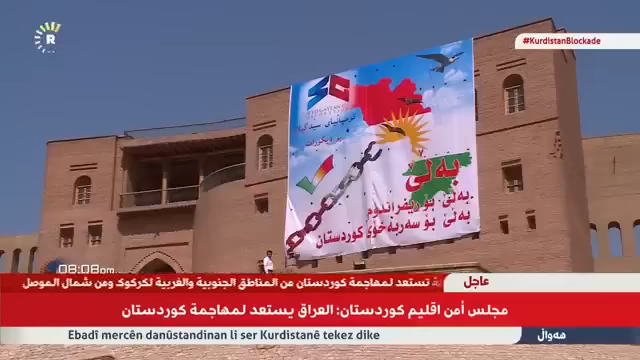 R
#KurdistanBlockade
SC
بەڵێ
بەڵێ بۆ ریفراندۆم
بەڵێ بۆ سەربەخۆی کوردستان
08:08pm
عاجل
ة تستعد لمهاجمة كوردستان من المناطق الجنوبية والغربية لكركوك ومن شمال الموصل
مجلس أمن اقليم كوردستان: العراق يستعد لمهاجمة كوردستان
Ebadî mercên danûstandinan li ser Kurdistanê tekez dike
هەواڵ